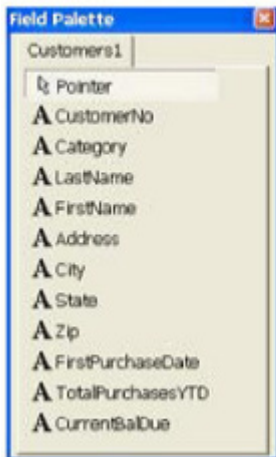 Field Palette
Customers1
Pointer
A CustomerNo
A Category
A LastName
A FirstName
A Address
A City
A State
A Zip
A FirstPurchaseDate
A TotalPurchasesYTD
A CurrentBalDue